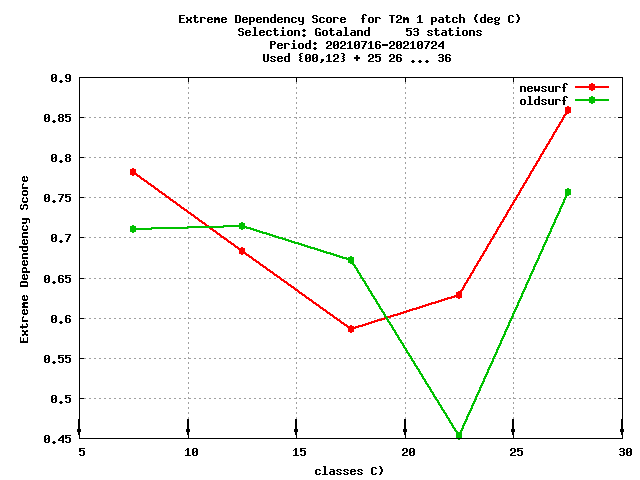 Extreme Dependency Score  for T2m 1 patch (deg C)
Selection: Gotaland     53 stations
Period: 20210716-20210724
Used {00,12} + 25 26 ... 36
newsurf
oldsurf
0.9
0.85
0.8
0.75
0.7
0.65
0.6
0.55
0.5
0.45
Extreme Dependency Score
5 10 15 20 25 30
classes C)